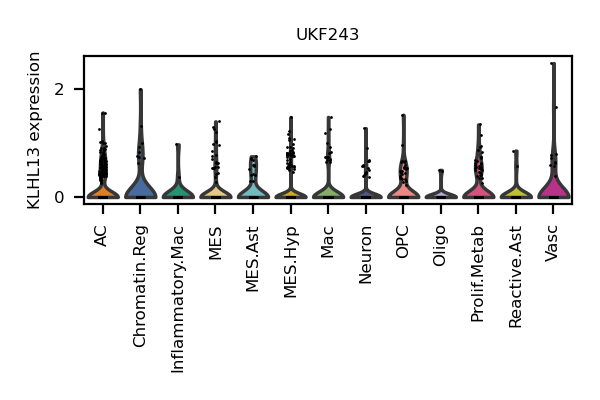 UKF243
KLHL13 expression
2
0
AC
Chromatin.Reg
Inflammatory.Mac
MES
MES.Ast
MES.Hyp
Mac
Neuron
OPC
Oligo
Prolif.Metab
Reactive.Ast
Vasc